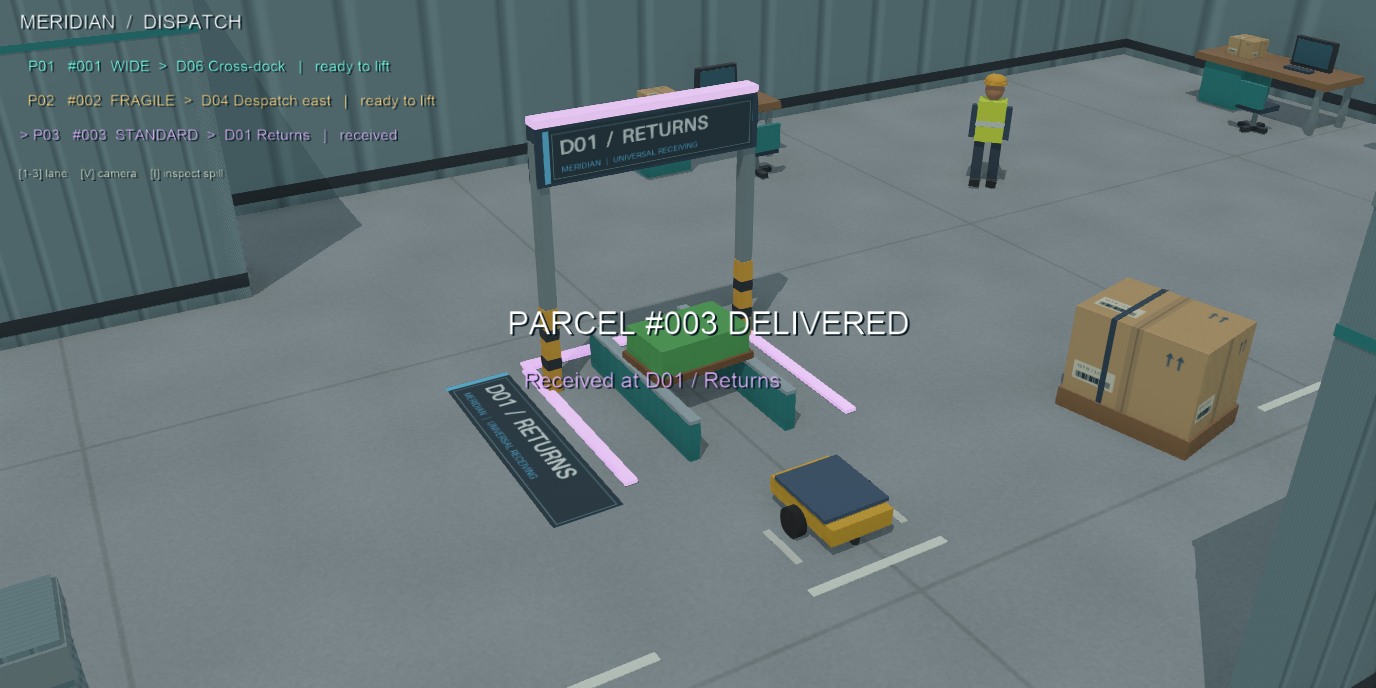 MERIDIAN / DISPATCH
P01 #001 WIDE > D06 Cross-dock | ready to lift
P02 #002 FRAGILE > D04 Despatch east | ready to lift
> P03 #003 STANDARD > D01 Returns | received
[1-3] lane [V] camera [I] inspect spill
D01 / RETURNS
MERIDIAN | UNIVERSAL RECEIVING
PARCEL #003 DELIVERED
Received at D01 / Returns
D01 / RETURNS
MERIDIAN | UNIVERSAL RECEIVING